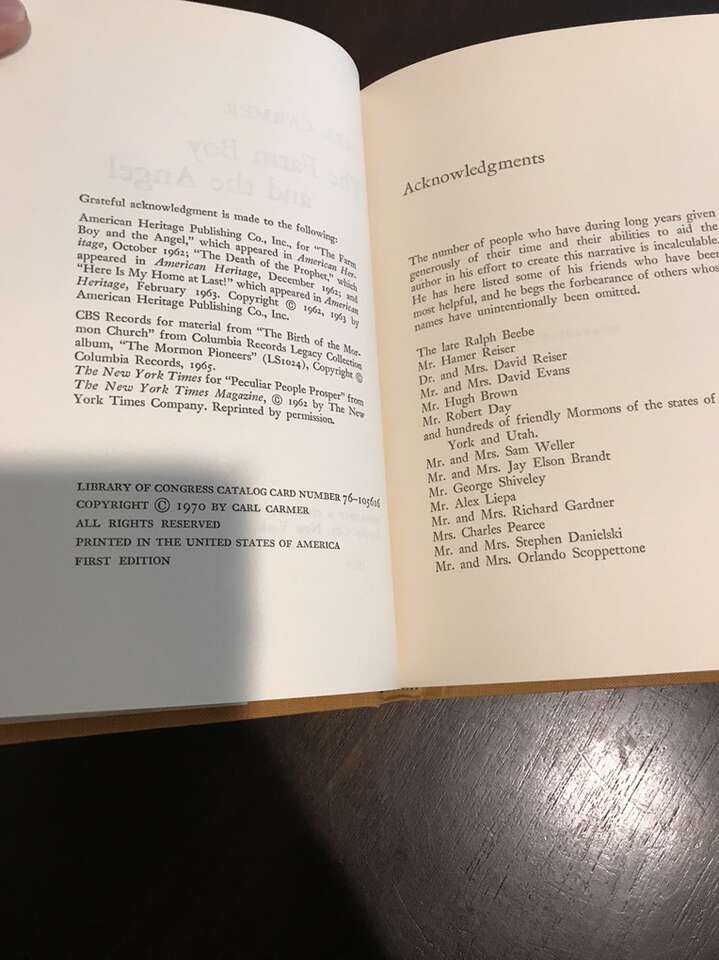 Grateful acknowledgment is made to the following:
American Heritage Publishing Co., Inc., for "The Farm
Boy and the Angel," which appeared in American Her-
itage, October 1962; "The Death of the Prophet," which
appeared in American Heritage, December 1962; and
"Here Is My Home at Last!" which appeared in American
Heritage, February 1963. Copyright © 1962, 1963 by
American Heritage Publishing Co., Inc.
CBS Records for material from "The Birth of the Mor-
mon Church" from Columbia Records Legacy Collection
album, "The Mormon Pioneers" (LS1024), Copyright ©
Columbia Records, 1965.
The New York Times for "Peculiar People Prosper" from
The New York Times Magazine, © 1962 by The New
York Times Company. Reprinted by permission.
LIBRARY OF CONGRESS CATALOG CARD NUMBER 76-105616
COPYRIGHT © 1970 BY CARL CARMER
ALL RIGHTS RESERVED
PRINTED IN THE UNITED STATES OF AMERICA
FIRST EDITION
Acknowledgments
The number of people who have during long years given
generously of their time and their abilities to aid the
author in his effort to create this narrative is incalculable.
He has here listed some of his friends who have been
most helpful, and he begs the forbearance of others whose
names have unintentionally been omitted.
The late Ralph Beebe
Mr. Hamer Reiser
Dr. and Mrs. David Reiser
Mr. and Mrs. David Evans
Mr. Hugh Brown
Mr. Robert Day
and hundreds of friendly Mormons of the states of
York and Utah.
Mr. and Mrs. Sam Weller
Mr. and Mrs. Jay Elson Brandt
Mr. George Shiveley
Mr. Alex Liepa
Mr. and Mrs. Richard Gardner
Mrs. Charles Pearce
Mr. and Mrs. Stephen Danielski
Mr. and Mrs. Orlando Scoppettone